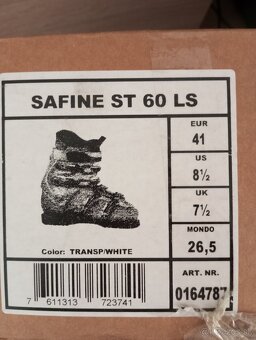 SAFINE ST 60 LS
EUR
41
US
8½
UK
7½
MONDO
26,5
Color: TRANSP/WHITE
ART. NR.
0164787
7 611313 723741